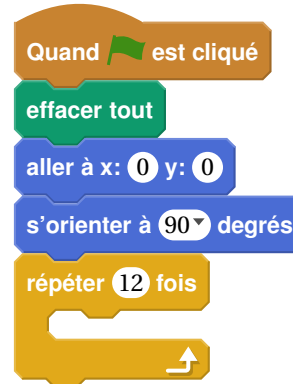 Quand est cliqué
effacer tout
aller à x: 0 y: 0
s'orienter à 90 degrés
répéter 12 fois